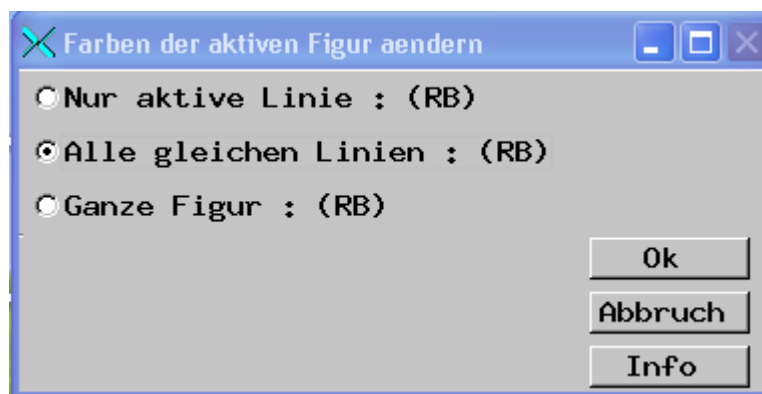 Farben der aktiven Figur aendern
Nur aktive Linie : (RB)
Alle gleichen Linien : (RB)
Ganze Figur : (RB)
Ok
Abbruch
Info